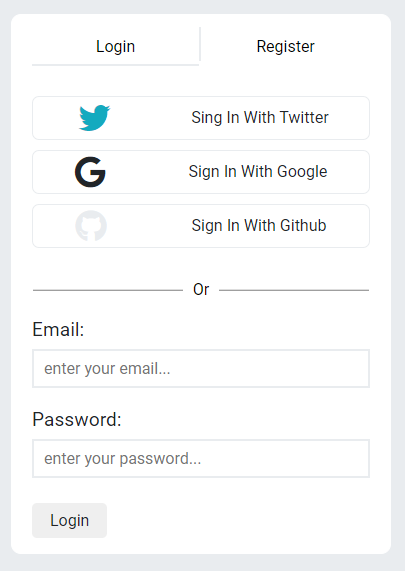 Login Register
Sing In With Twitter
Sign In With Google
Sign In With Github
Or
Email:
enter your email...
Password:
enter your password...
Login